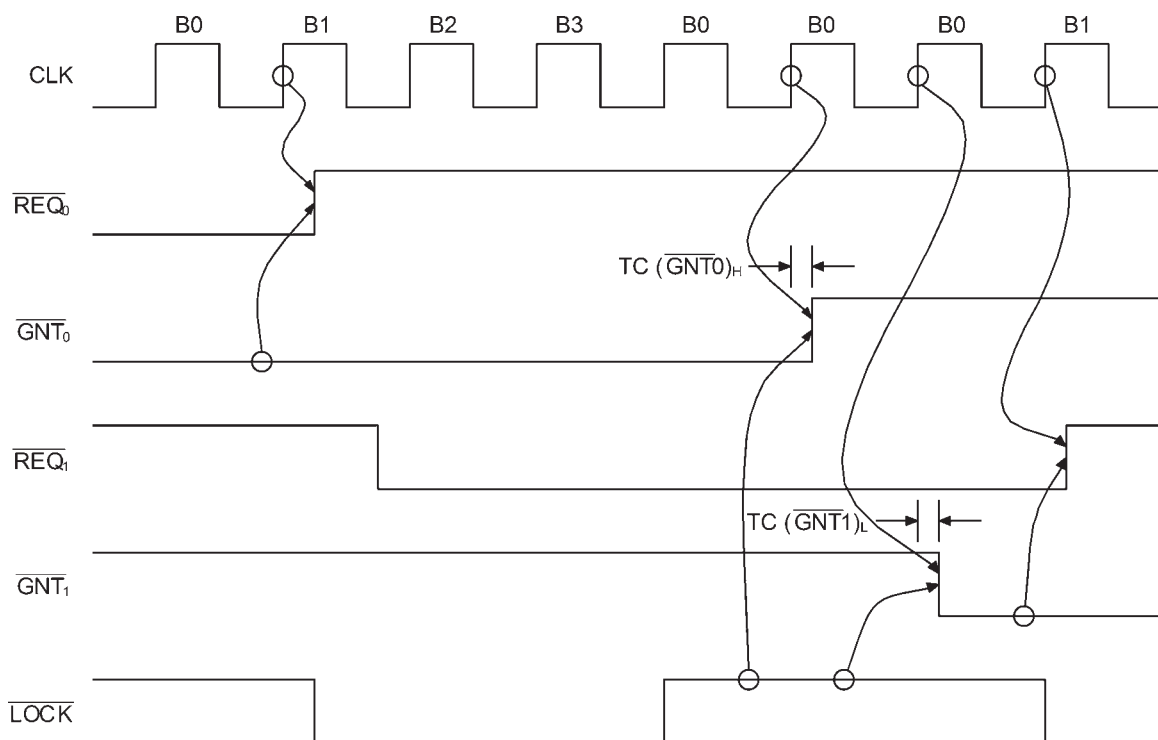 B0 B1 B2 B3 B0 B0 B0 B1
CLK
REQ0
TC (GNT0)H
GNT0
REQ1
TC (GNT1)L
GNT1
LOCK